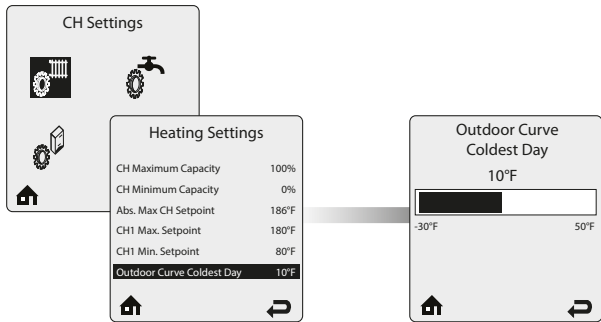 CH Settings
Heating Settings
CH Maximum Capacity 100%
CH Minimum Capacity 0%
Abs. Max CH Setpoint 186°F
CH1 Max. Setpoint 180°F
CH1 Min. Setpoint 80°F
Outdoor Curve Coldest Day 10°F
Outdoor Curve
Coldest Day
10°F
-30°F 50°F